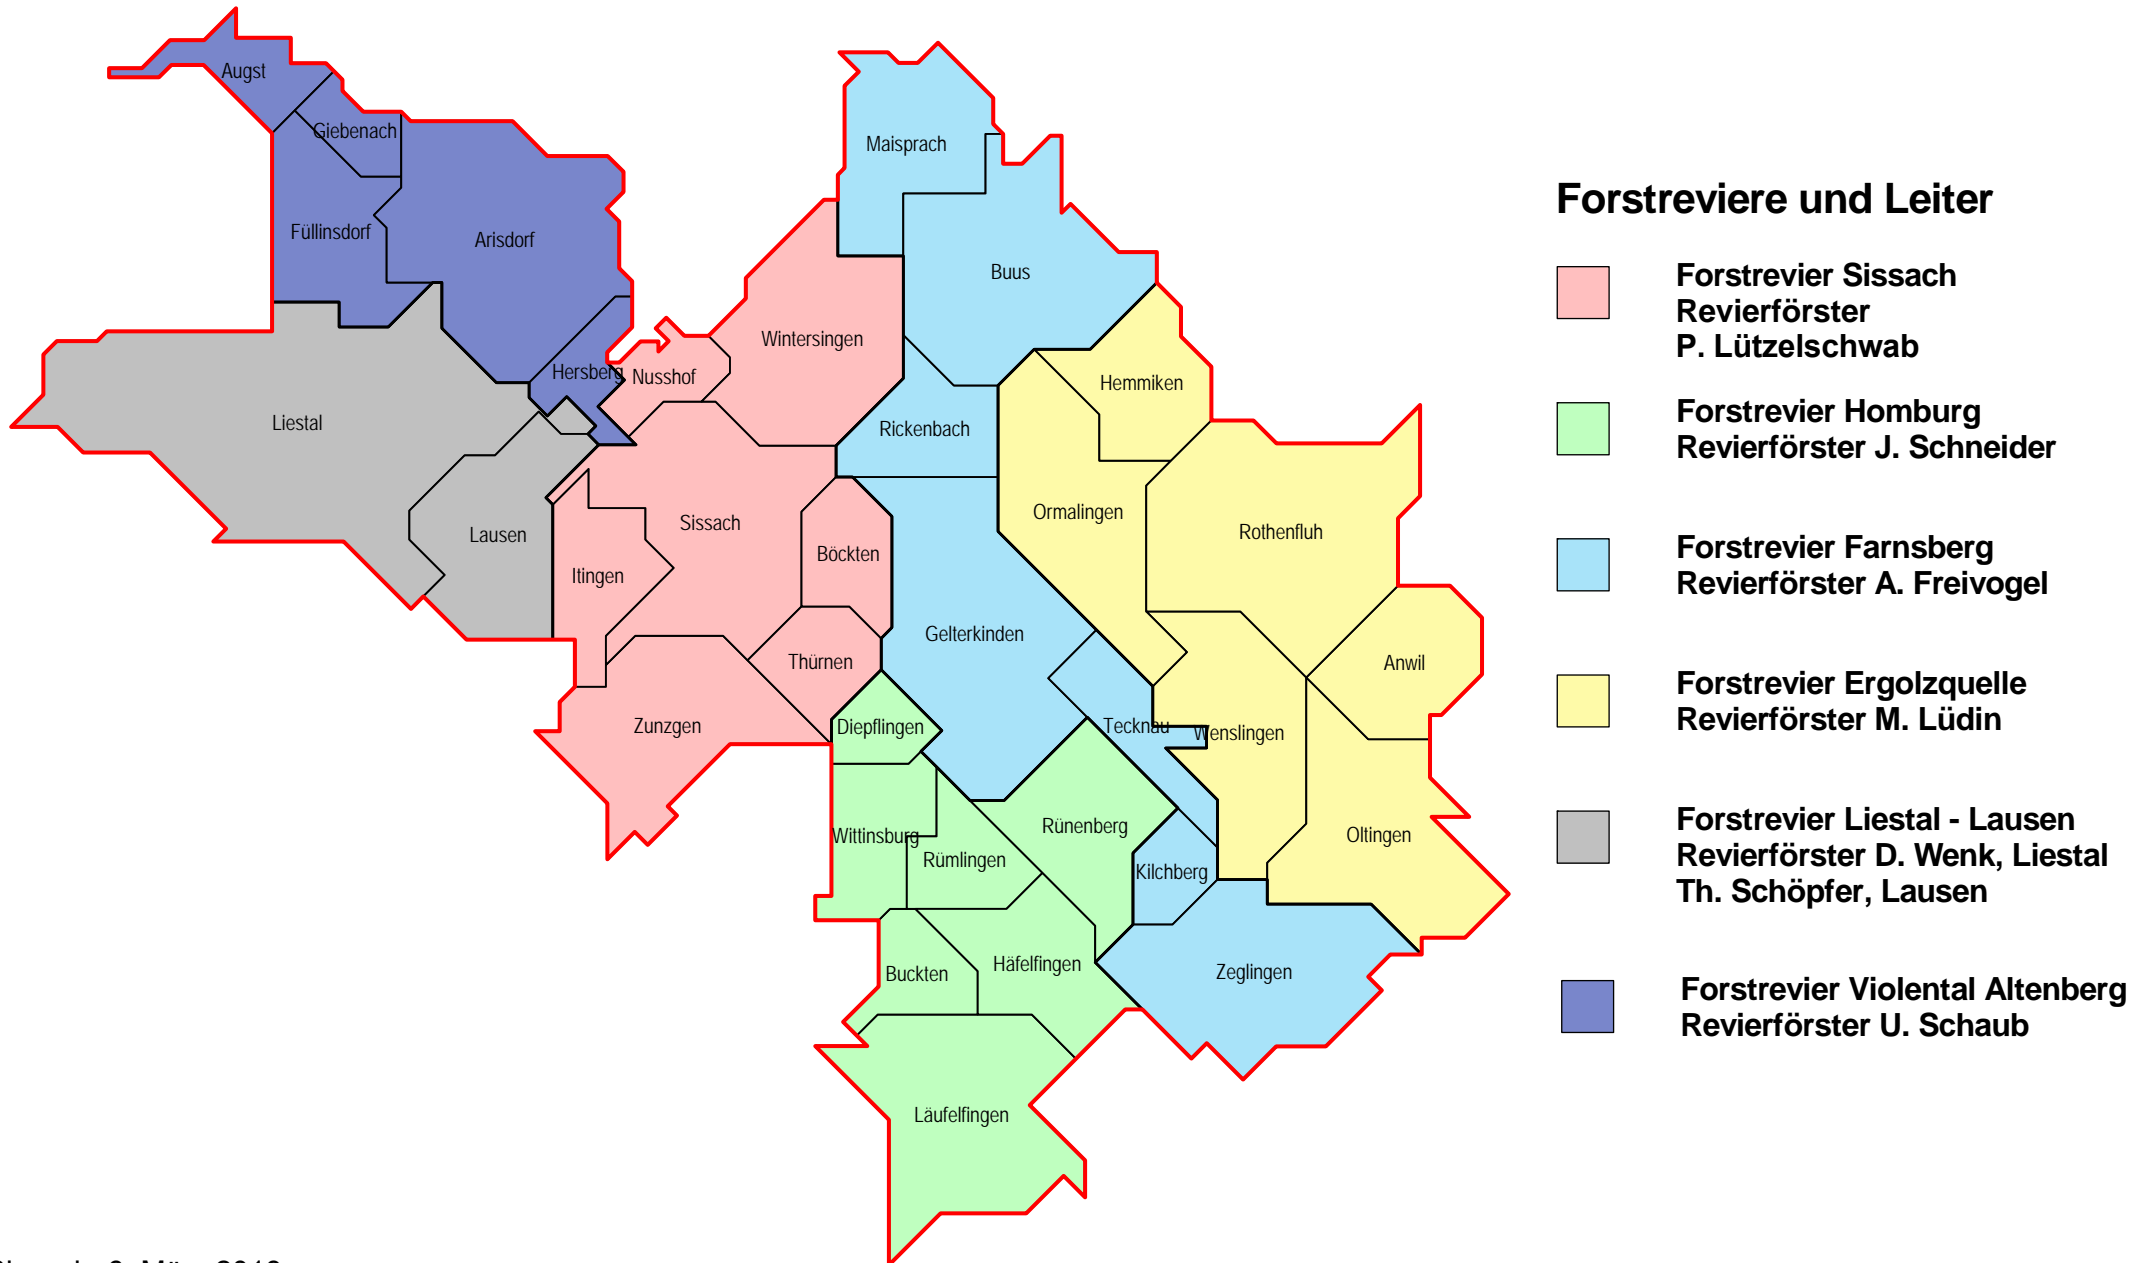 Augst
Giebenach
Füllinsdorf
Arisdorf
Hersberg
Liestal
Lausen
Nusshof
Wintersingen
Maisprach
Buus
Rickenbach
Hemmiken
Ormalingen
Rothenfluh
Sissach
Itingen
Böckten
Thürnen
Zunzgen
Gelterkinden
Tecknau
Wenslingen
Anwil
Oltingen
Diepflingen
Wittinsburg
Rümlingen
Rünenberg
Kilchberg
Buckten
Häfelfingen
Zeglingen
Läufelfingen
Forstreviere und Leiter
Forstrevier Sissach
Revierförster
P. Lützelschwab
Forstrevier Homburg
Revierförster J. Schneider
Forstrevier Farnsberg
Revierförster A. Freivogel
Forstrevier Ergolzquelle
Revierförster M. Lüdin
Forstrevier Liestal - Lausen
Revierförster D. Wenk, Liestal
Th. Schöpfer, Lausen
Forstrevier Violental Altenberg
Revierförster U. Schaub